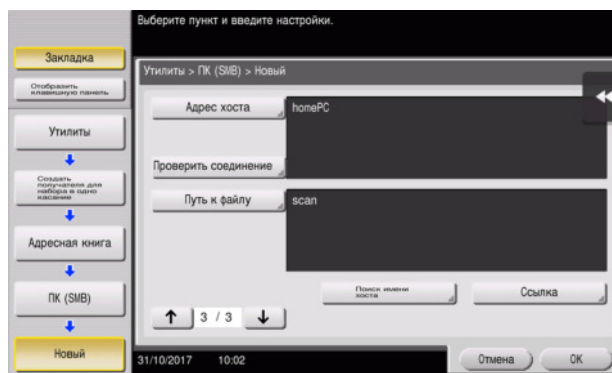 Выберите пункт и введите настройки.
Закладка
Отобразить
клавишную панель
Утилиты
Создать
получателя для
набора в одно
касание
Адресная книга
ПК (SMB)
Новый
Утилиты > ПК (SMB) > Новый
Адрес хоста
homePC
Проверить соединение
Путь к файлу
scan
Поиск имени
хоста
Ссылка
3 / 3
31/10/2017 10:02
Отмена
OK